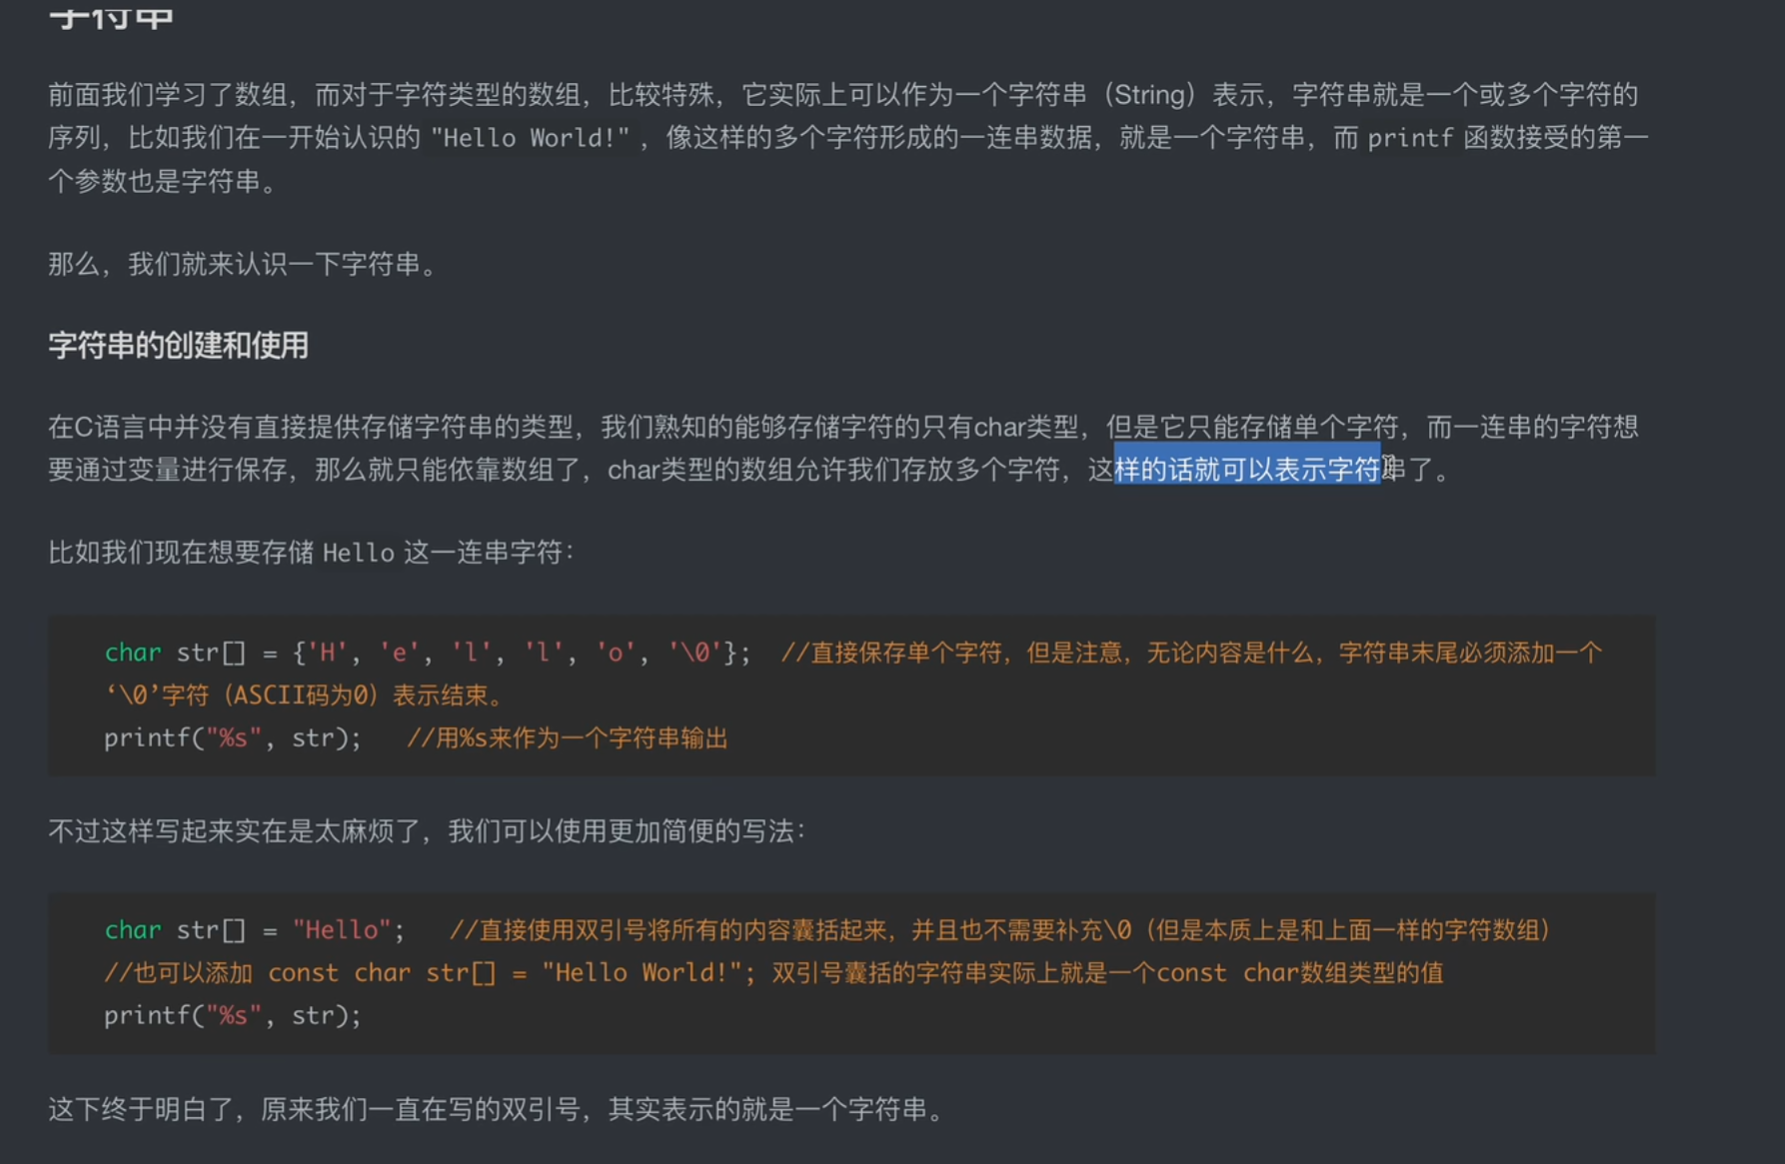 字符串
前面我们学习了数组，而对于字符类型的数组，比较特殊，它实际上可以作为一个字符串（String）表示，字符串就是一个或多个字符的
序列，比如我们在一开始认识的 "Hello World!" ，像这样的多个字符形成的一连串数据，就是一个字符串，而 printf 函数接受的第一
个参数也是字符串。
那么，我们就来认识一下字符串。
字符串的创建和使用
在C语言中并没有直接提供存储字符串的类型，我们熟知的能够存储字符的只有char类型，但是它只能存储单个字符，而一连串的字符想
要通过变量进行保存，那么就只能依靠数组了，char类型的数组允许我们存放多个字符，这样的话就可以表示字符串了。
比如我们现在想要存储 Hello 这一连串字符：
char str[] = {'H', 'e', 'l', 'l', 'o', '\0'};  //直接保存单个字符，但是注意，无论内容是什么，字符串末尾必须添加一个
‘\0’字符（ASCII码为0）表示结束。
printf("%s", str);   //用%s来作为一个字符串输出
不过这样写起来实在是太麻烦了，我们可以使用更加简便的写法：
char str[] = "Hello";   //直接使用双引号将所有的内容囊括起来，并且也不需要补充\0（但是本质上是和上面一样的字符数组）
//也可以添加 const char str[] = "Hello World!"; 双引号囊括的字符串实际上就是一个const char数组类型的值
printf("%s", str);
这下终于明白了，原来我们一直在写的双引号，其实表示的就是一个字符串。